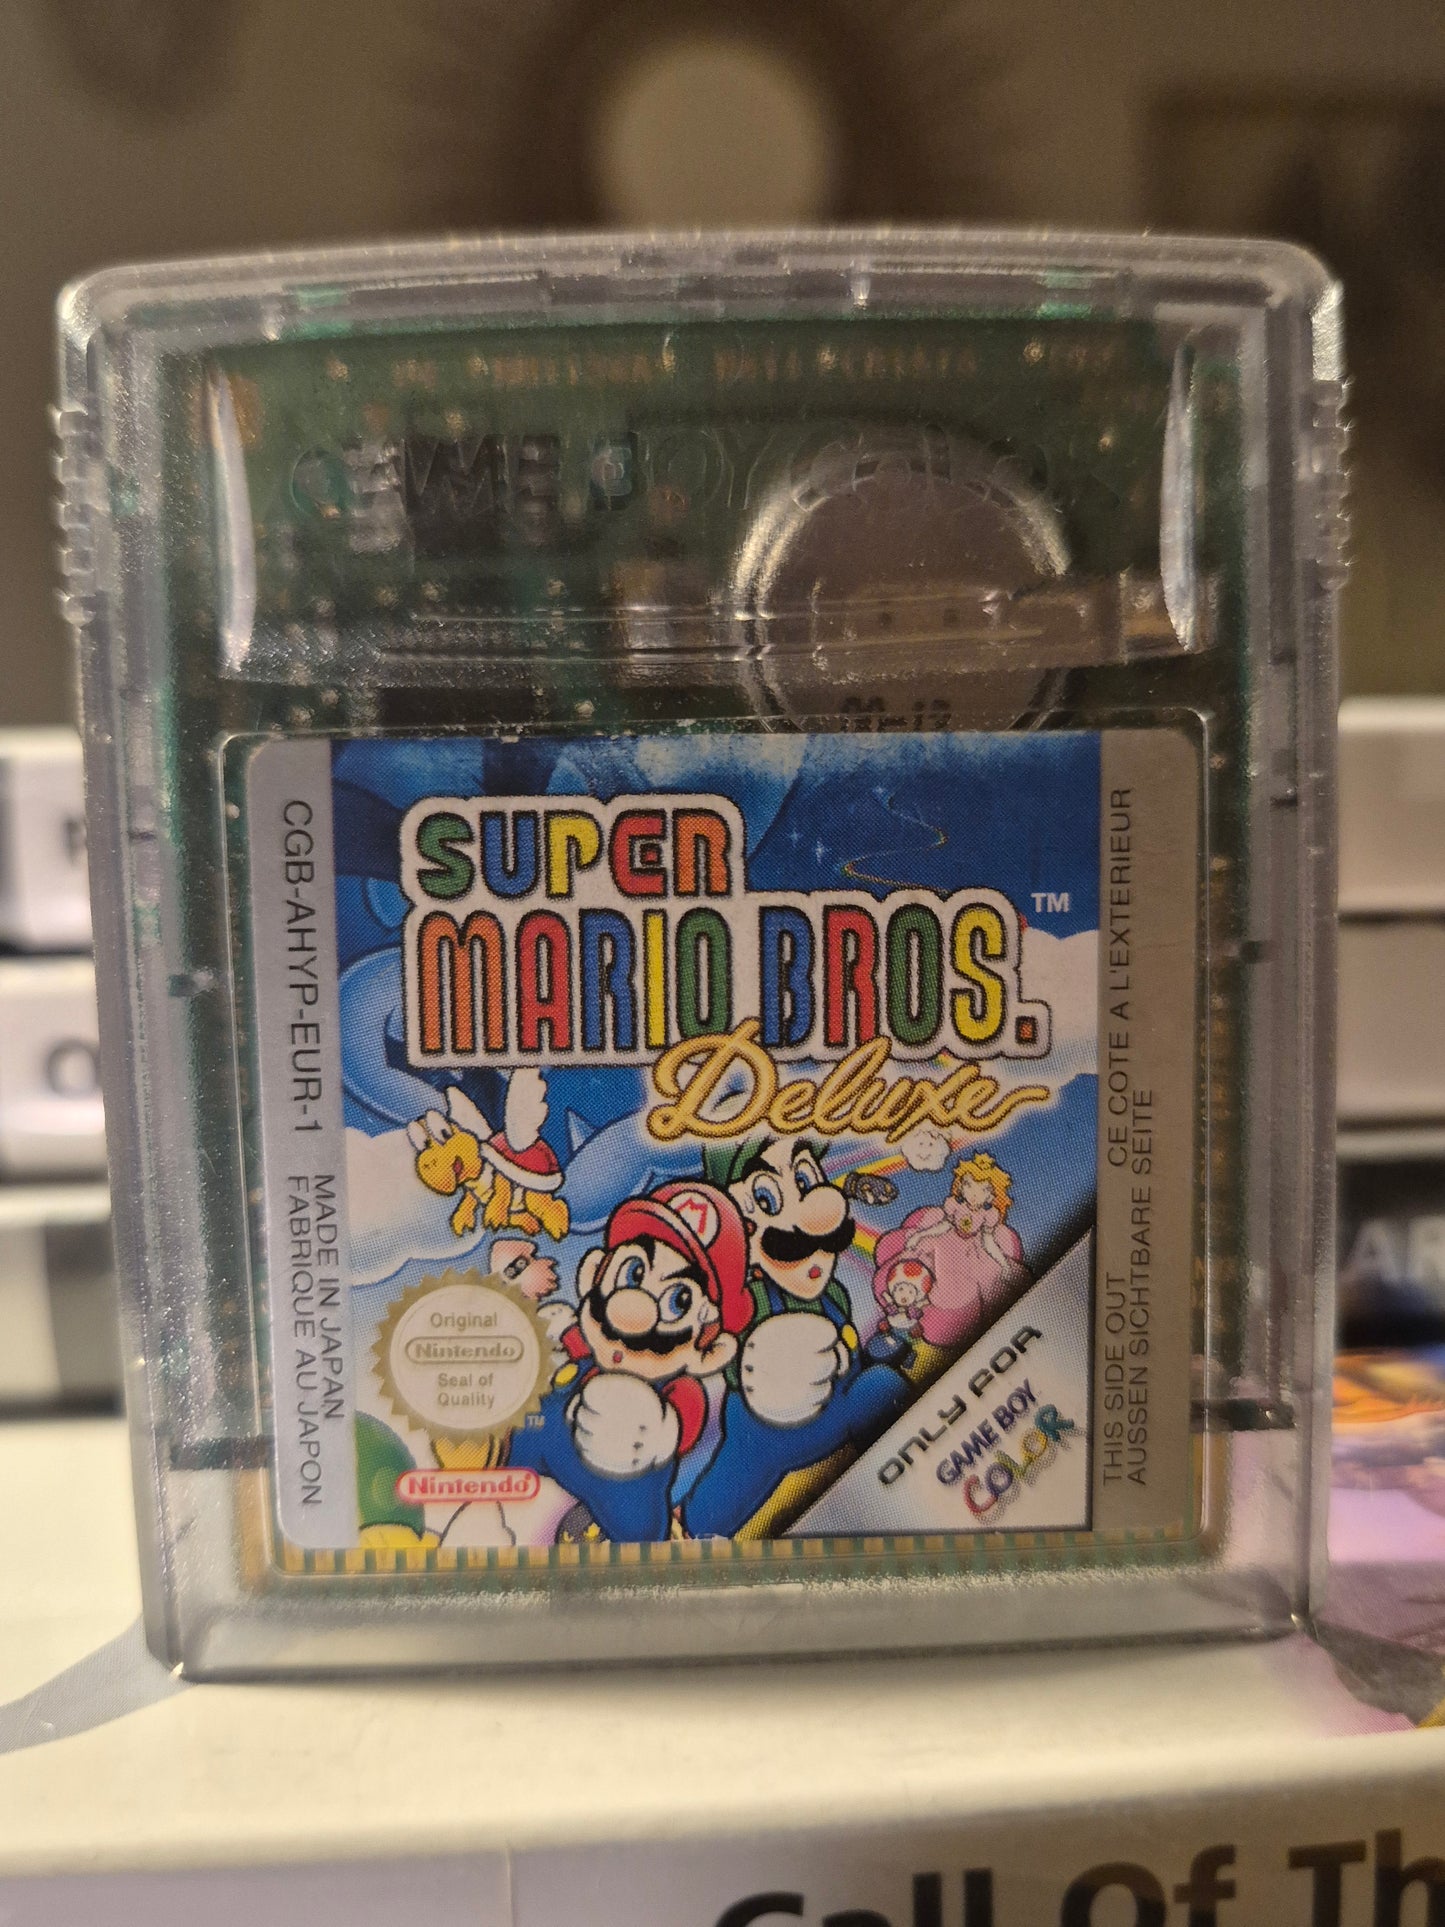 GAME BOY COLOR
SUPER
MARIO BROS.
TM
Deluxe
CGB-AHYP-EUR-1
MADE IN JAPAN
FABRIQUE AU JAPON
M
Original
Nintendo
Seal of
Quality
TM
Nintendo®
ONLY FOR
GAME BOY
COLOR
CE COTE A L'EXTERIEUR
THIS SIDE OUT
AUSSEN SICHTBARE SEITE
Call Of